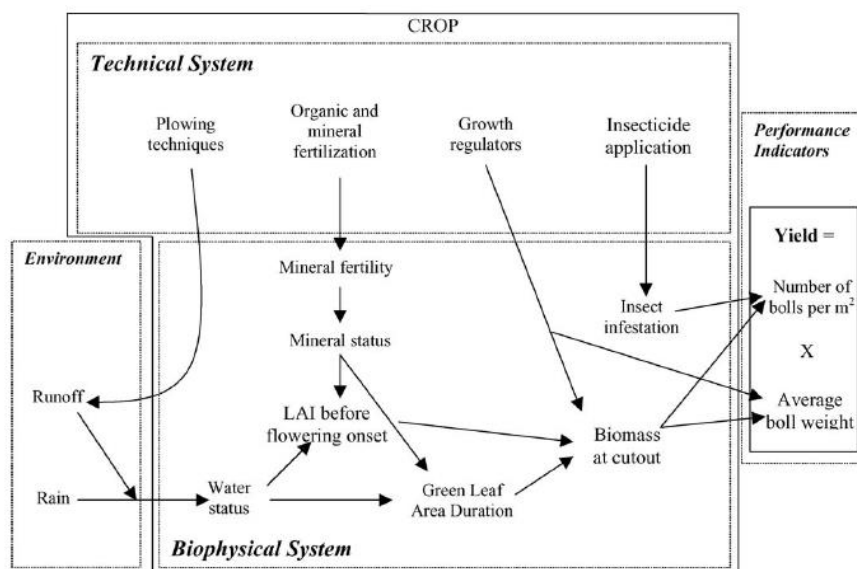 CROP
Technical System
Plowing
techniques
Organic and
mineral
fertilization
Growth
regulators
Insecticide
application
Performance
Indicators
Yield =
Number of
bolls per m²
X
Average
boll weight
Environment
Runoff
Rain
Mineral fertility
Mineral status
LAI before
flowering onset
Water
status
Green Leaf
Area Duration
Insect
infestation
Biomass
at cutout
Biophysical System